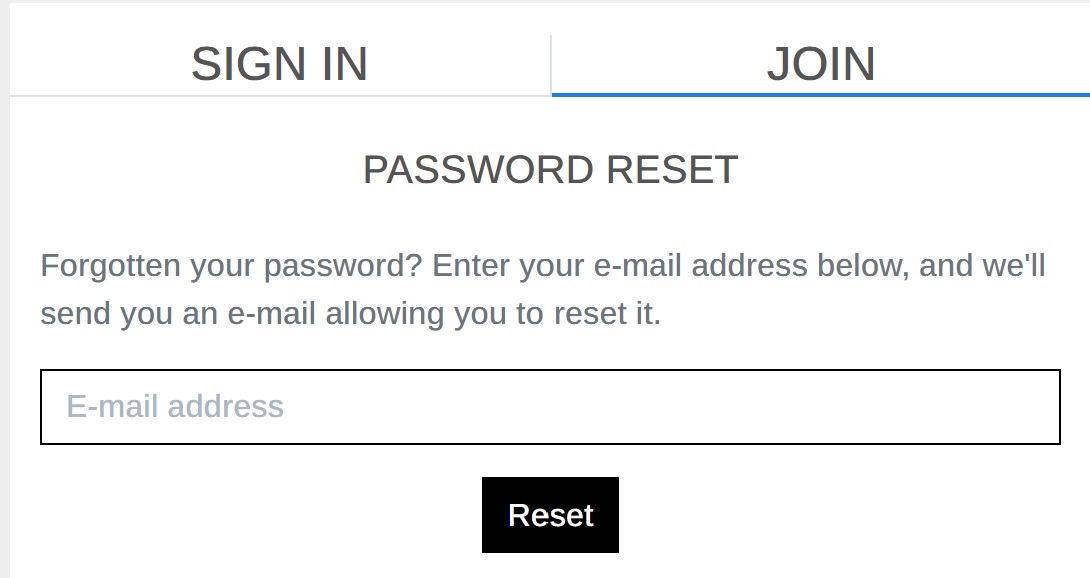 SIGN IN
JOIN
PASSWORD RESET
Forgotten your password? Enter your e-mail address below, and we'll
send you an e-mail allowing you to reset it.
E-mail address
Reset